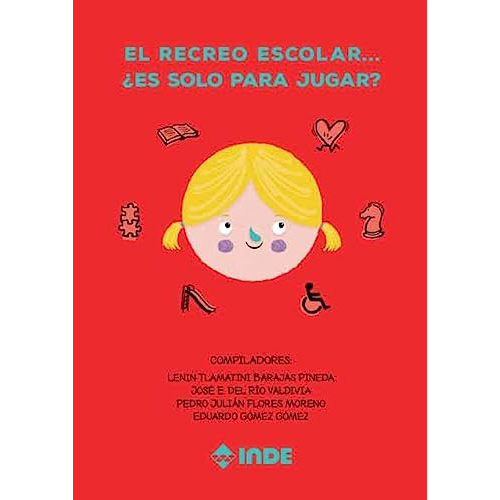 EL RECREO ESCOLAR...
¿ES SOLO PARA JUGAR?
COMPILADORES:
LENIN TLAMATINI BARAJAS PINEDA
JOSÉ E. DEL RÍO VALDIVIA
PEDRO JULIÁN FLORES MORENO
EDUARDO GÓMEZ GÓMEZ
INDE